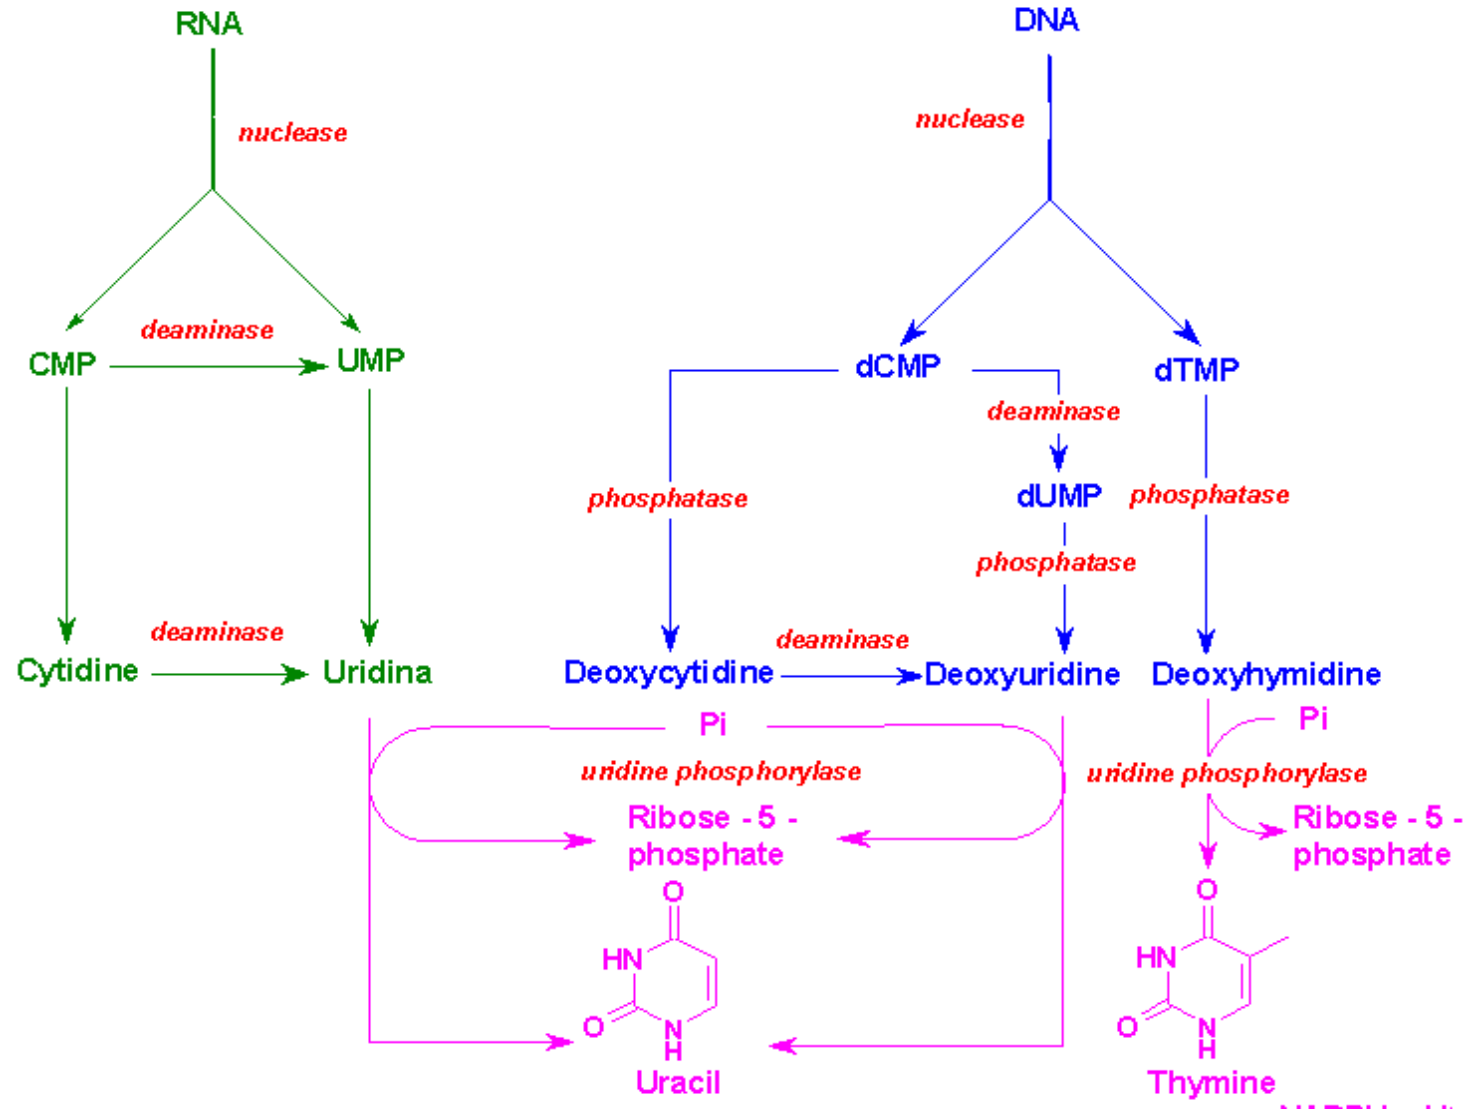 RNA
DNA
nuclease
nuclease
deaminase
CMP
UMP
dCMP
dTMP
deaminase
phosphatase
dUMP
phosphatase
phosphatase
deaminase
deaminase
Cytidine
Uridina
Deoxycytidine
Deoxyuridine
Deoxyhymidine
Pi
Pi
uridine phosphorylase
uridine phosphorylase
Ribose - 5 -
phosphate
Ribose - 5 -
phosphate
O
O
HN
HN
O
N
H
O
N
H
Uracil
Thymine